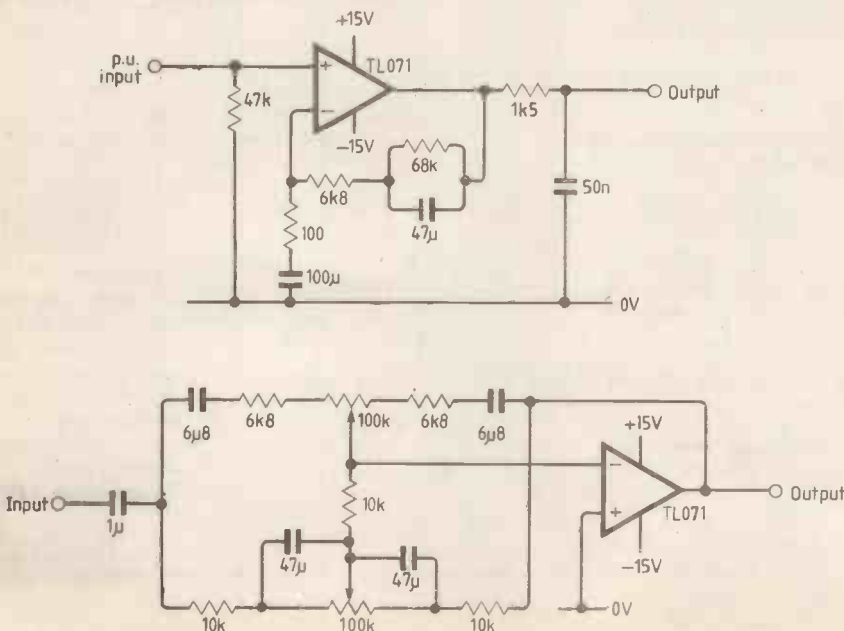 +15V
p.u.
input
TL071
+
−
47k
−15V
1k5
Output
68k
6k8
47μ
50n
100
100μ
0V
6μ8
6k8
100k
6k8
6μ8
+15V
Input
1μ
10k
−
+
TL071
Output
−15V
47μ
47μ
0V
10k
100k
10k